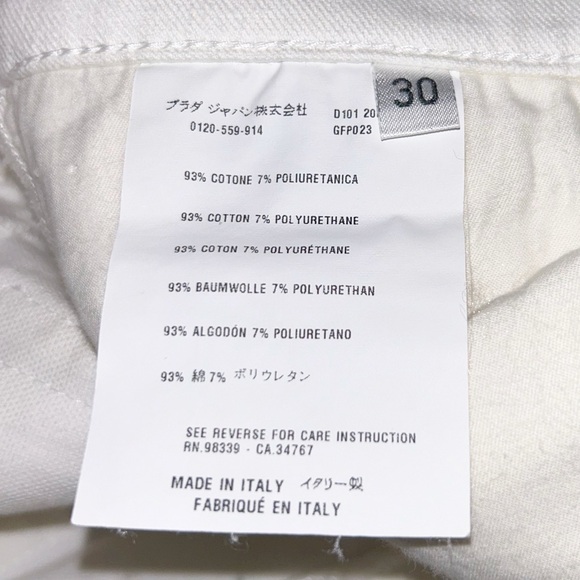 プラダ ジャパン株式会社 D101 20
30
0120-559-914 GFP023
93% COTONE 7% POLIURETANICA
93% COTTON 7% POLYURETHANE
93% COTON 7% POLYURÉTHANE
93% BAUMWOLLE 7% POLYURETHAN
93% ALGODÓN 7% POLIURETANO
93% 綿 7% ポリウレタン
SEE REVERSE FOR CARE INSTRUCTION
RN.98339 - CA.34767
MADE IN ITALY イタリー製
FABRIQUÉ EN ITALY